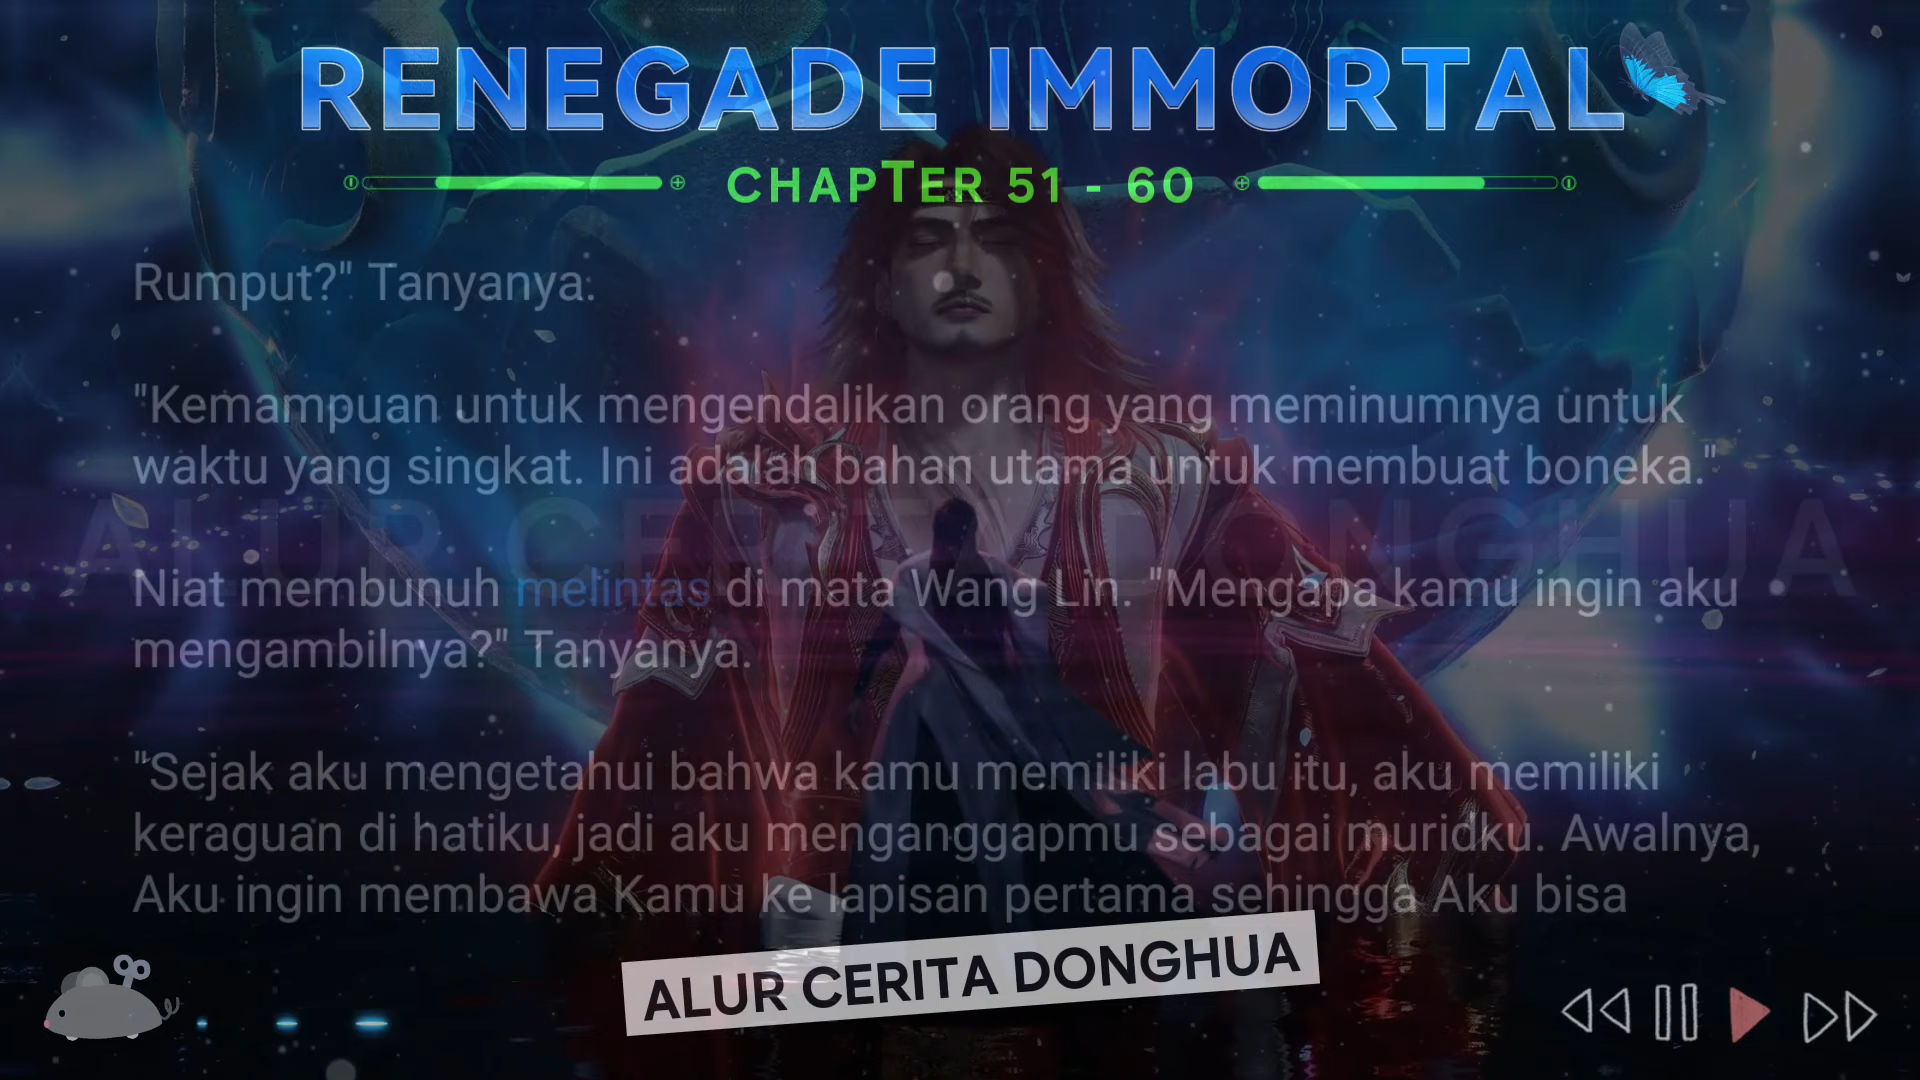 RENEGADE IMMORTAL
CHAPTER 51 - 60
Rumput?" Tanyanya.
"Kemampuan untuk mengendalikan orang yang meminumnya untuk
waktu yang singkat. Ini adalah bahan utama untuk membuat boneka."
ALUR CERITA DONGHUA
Niat membunuh melintas di mata Wang Lin. "Mengapa kamu ingin aku
mengambilnya?" Tanyanya.
"Sejak aku mengetahui bahwa kamu memiliki labu itu, aku memiliki
keraguan di hatiku, jadi aku menganggapmu sebagai muridku. Awalnya,
Aku ingin membawa Kamu ke lapisan pertama sehingga Aku bisa
ALUR CERITA DONGHUA